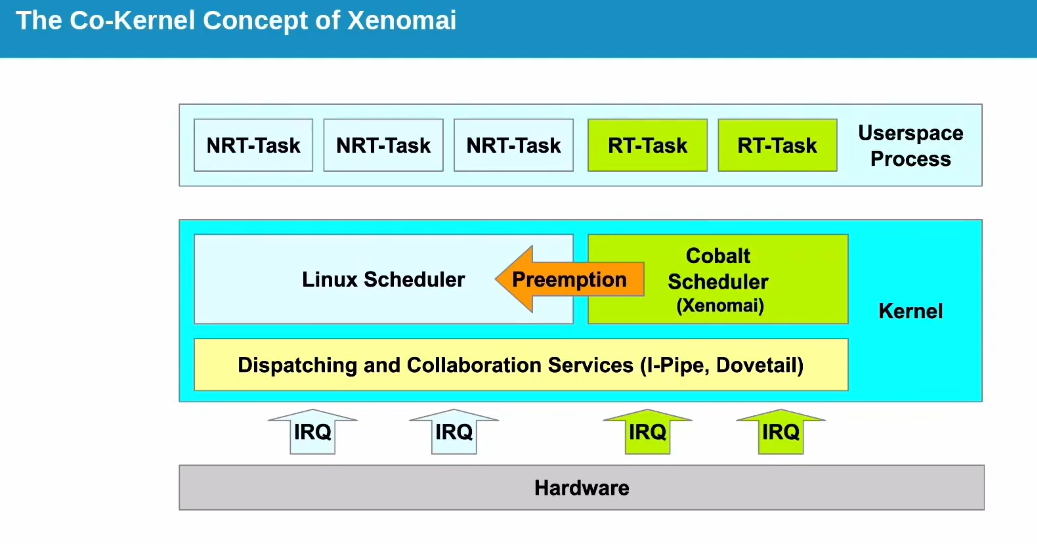 The Co-Kernel Concept of Xenomai
NRT-Task
NRT-Task
NRT-Task
RT-Task
RT-Task
Userspace
Process
Linux Scheduler
Preemption
Cobalt
Scheduler
(Xenomai)
Kernel
Dispatching and Collaboration Services (I-Pipe, Dovetail)
IRQ
IRQ
IRQ
IRQ
Hardware